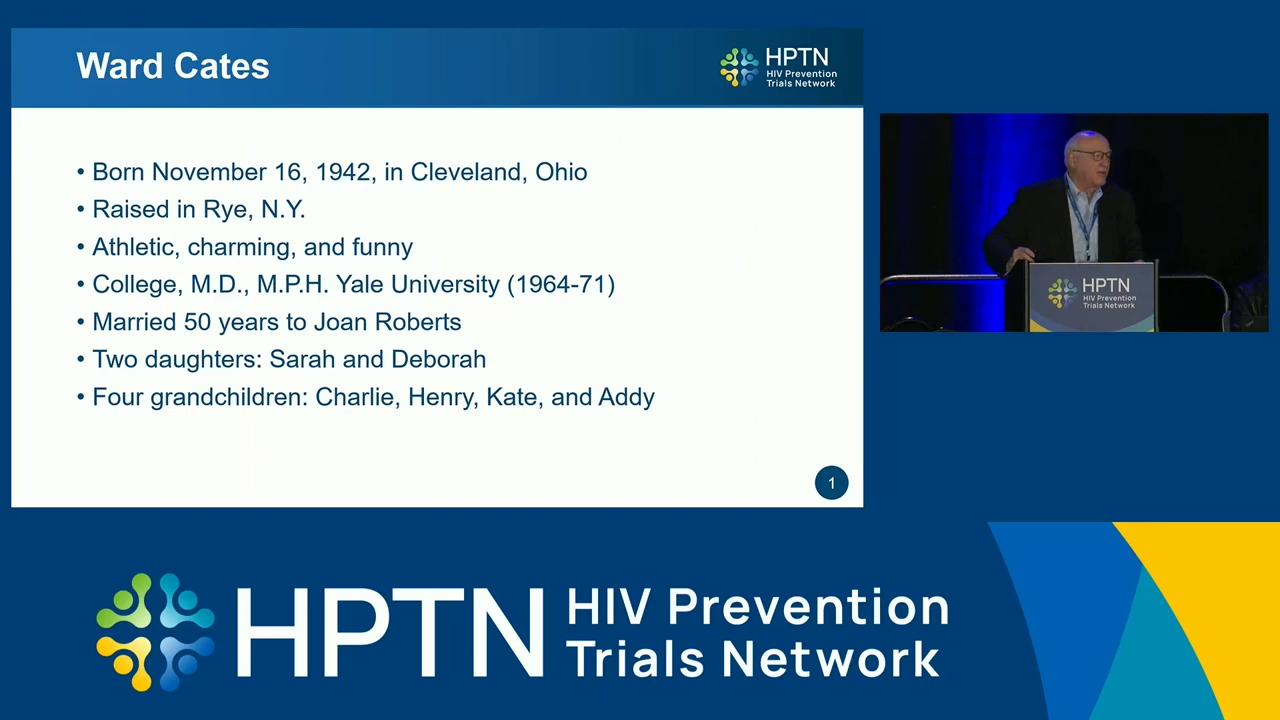 Ward Cates
HPTN
HIV Prevention
Trials Network
• Born November 16, 1942, in Cleveland, Ohio
• Raised in Rye, N.Y.
• Athletic, charming, and funny
• College, M.D., M.P.H. Yale University (1964-71)
• Married 50 years to Joan Roberts
• Two daughters: Sarah and Deborah
• Four grandchildren: Charlie, Henry, Kate, and Addy
1
HPTN
HIV Prevention
Trials Network
HPTN
HIV Prevention
Trials Network